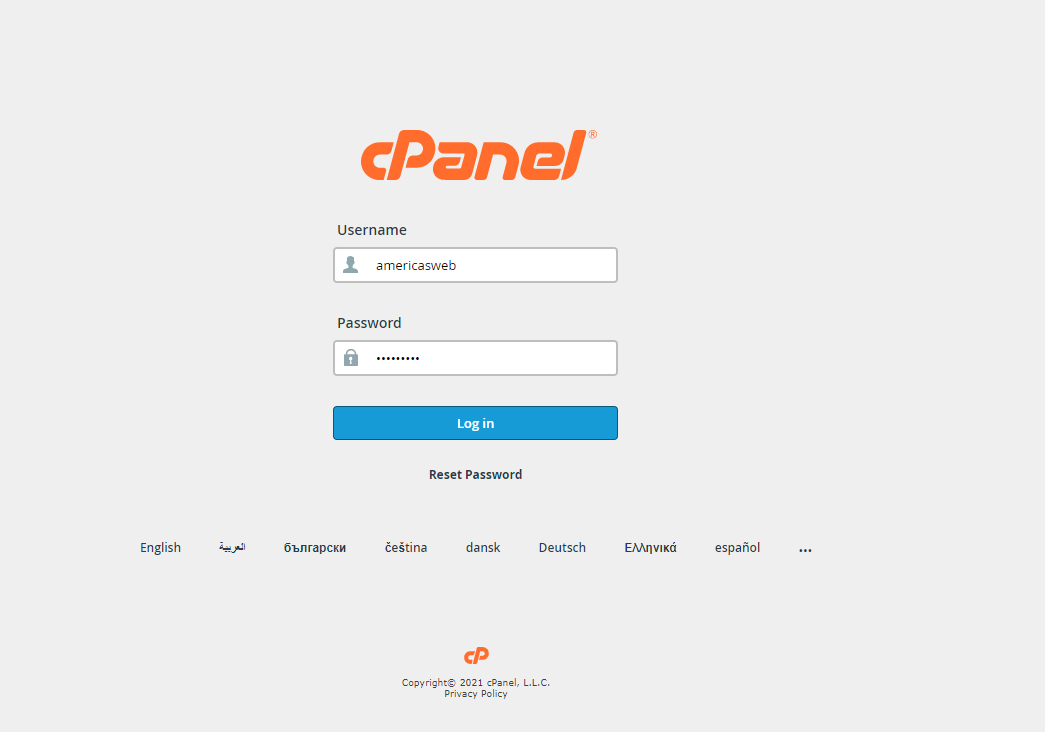 cPanel®
Username
americasweb
Password
•••••••••
Log in
Reset Password
English العربية български čeština dansk Deutsch Ελληνικά español ...
cP
Copyright© 2021 cPanel, L.L.C.
Privacy Policy